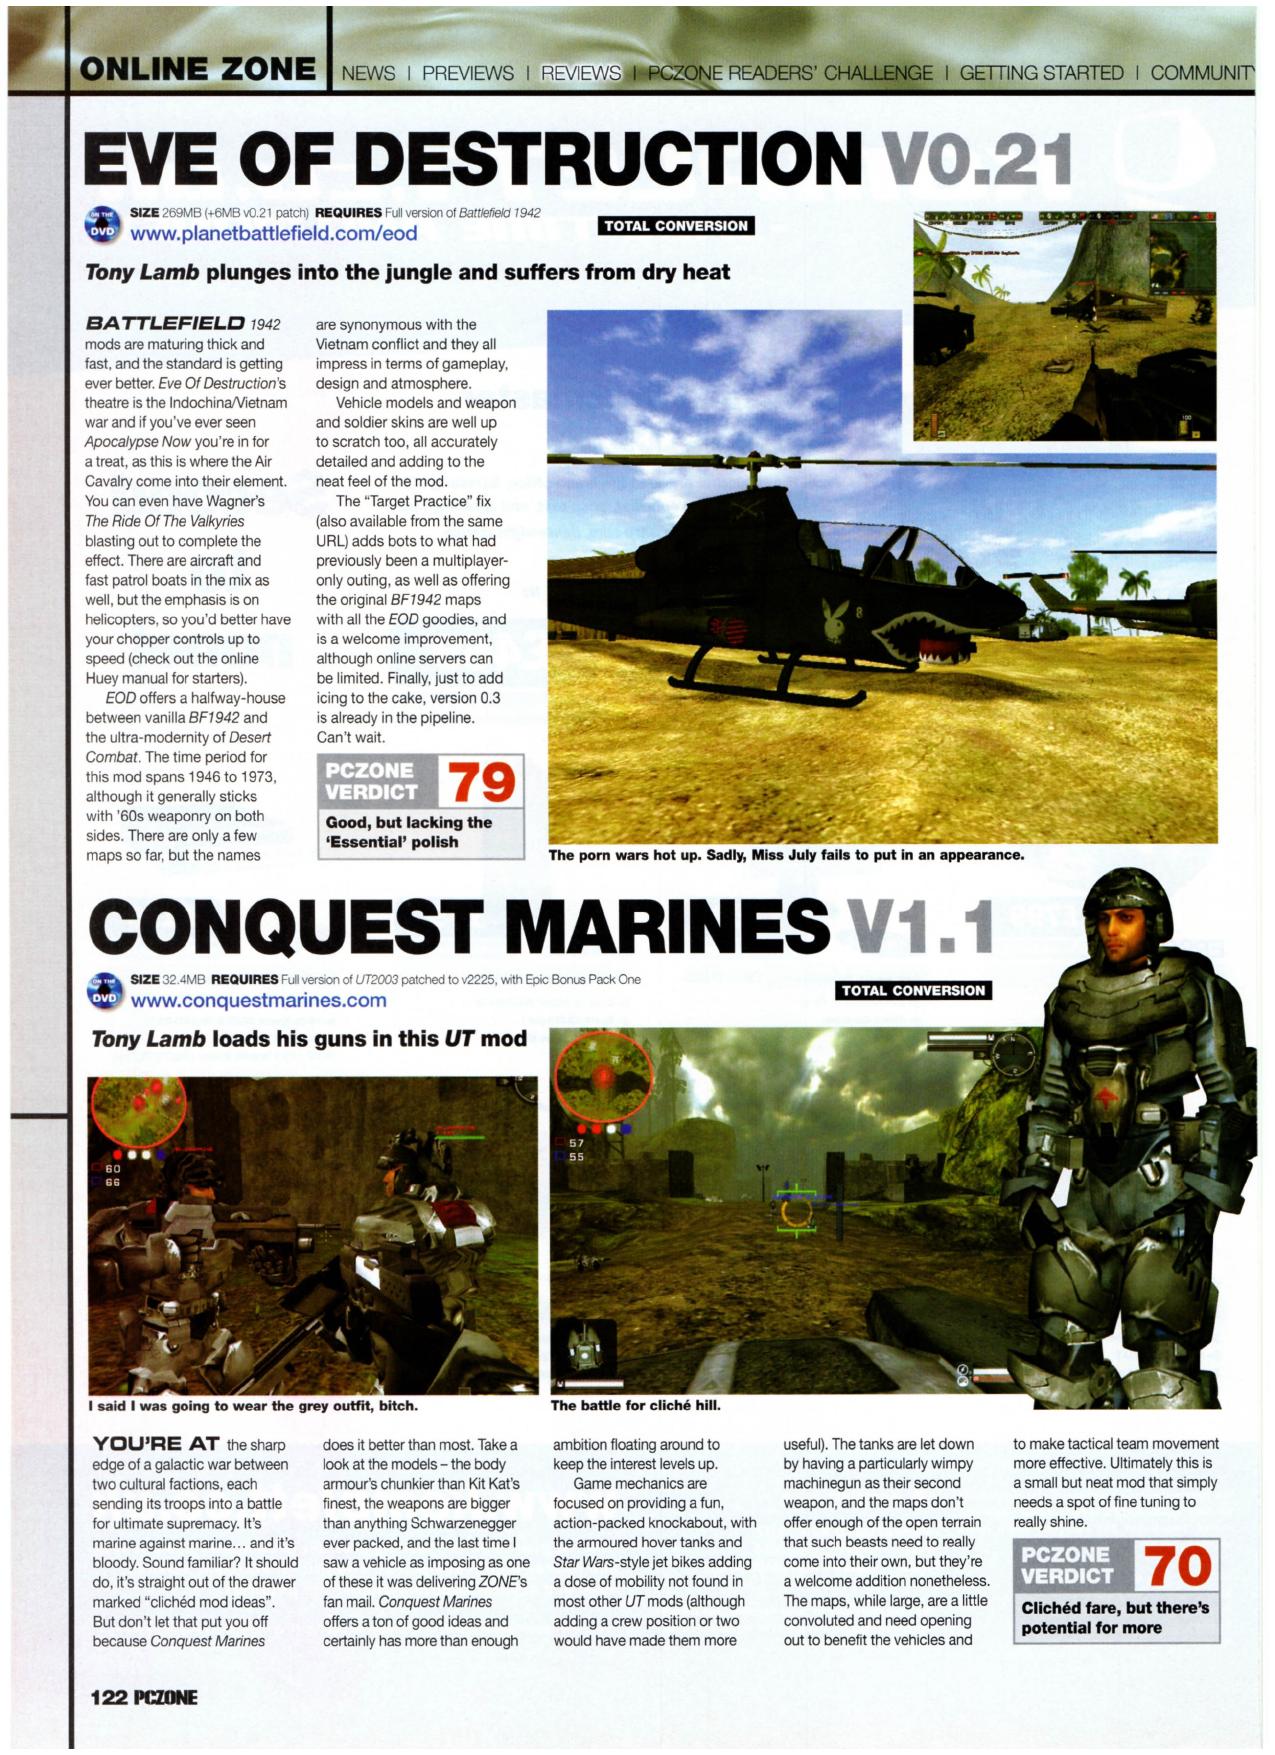 ONLINE ZONE
NEWS | PREVIEWS | REVIEWS | PCZONE READERS' CHALLENGE | GETTING STARTED | COMMUNITY
EVE OF DESTRUCTION V0.21
ON THE DVD
SIZE 269MB (+6MB v0.21 patch) REQUIRES Full version of Battlefield 1942
www.planetbattlefield.com/eod
TOTAL CONVERSION
Tony Lamb plunges into the jungle and suffers from dry heat
BATTLEFIELD 1942
mods are maturing thick and
fast, and the standard is getting
ever better. Eve Of Destruction's
theatre is the Indochina/Vietnam
war and if you've ever seen
Apocalypse Now you're in for
a treat, as this is where the Air
Cavalry come into their element.
You can even have Wagner's
The Ride Of The Valkyries
blasting out to complete the
effect. There are aircraft and
fast patrol boats in the mix as
well, but the emphasis is on
helicopters, so you'd better have
your chopper controls up to
speed (check out the online
Huey manual for starters).
EOD offers a halfway-house
between vanilla BF1942 and
the ultra-modernity of Desert
Combat. The time period for
this mod spans 1946 to 1973,
although it generally sticks
with '60s weaponry on both
sides. There are only a few
maps so far, but the names
are synonymous with the
Vietnam conflict and they all
impress in terms of gameplay,
design and atmosphere.
Vehicle models and weapon
and soldier skins are well up
to scratch too, all accurately
detailed and adding to the
neat feel of the mod.
The "Target Practice" fix
(also available from the same
URL) adds bots to what had
previously been a multiplayer-
only outing, as well as offering
the original BF1942 maps
with all the EOD goodies, and
is a welcome improvement,
although online servers can
be limited. Finally, just to add
icing to the cake, version 0.3
is already in the pipeline.
Can't wait.
PCZONE
VERDICT
79
Good, but lacking the
'Essential' polish
100
8
The porn wars hot up. Sadly, Miss July fails to put in an appearance.
CONQUEST MARINES V1.1
ON THE DVD
SIZE 32.4MB REQUIRES Full version of UT2003 patched to v2225, with Epic Bonus Pack One
www.conquestmarines.com
TOTAL CONVERSION
Tony Lamb loads his guns in this UT mod
60
66
57
55
I said I was going to wear the grey outfit, bitch.
The battle for cliché hill.
YOU'RE AT the sharp
edge of a galactic war between
two cultural factions, each
sending its troops into a battle
for ultimate supremacy. It's
marine against marine... and it's
bloody. Sound familiar? It should
do, it's straight out of the drawer
marked "clichéd mod ideas".
But don't let that put you off
because Conquest Marines
does it better than most. Take a
look at the models – the body
armour's chunkier than Kit Kat's
finest, the weapons are bigger
than anything Schwarzenegger
ever packed, and the last time I
saw a vehicle as imposing as one
of these it was delivering ZONE's
fan mail. Conquest Marines
offers a ton of good ideas and
certainly has more than enough
ambition floating around to
keep the interest levels up.
Game mechanics are
focused on providing a fun,
action-packed knockabout, with
the armoured hover tanks and
Star Wars-style jet bikes adding
a dose of mobility not found in
most other UT mods (although
adding a crew position or two
would have made them more
useful). The tanks are let down
by having a particularly wimpy
machinegun as their second
weapon, and the maps don't
offer enough of the open terrain
that such beasts need to really
come into their own, but they're
a welcome addition nonetheless.
The maps, while large, are a little
convoluted and need opening
out to benefit the vehicles and
to make tactical team movement
more effective. Ultimately this is
a small but neat mod that simply
needs a spot of fine tuning to
really shine.
PCZONE
VERDICT
70
Clichéd fare, but there's
potential for more
122 PCZONE